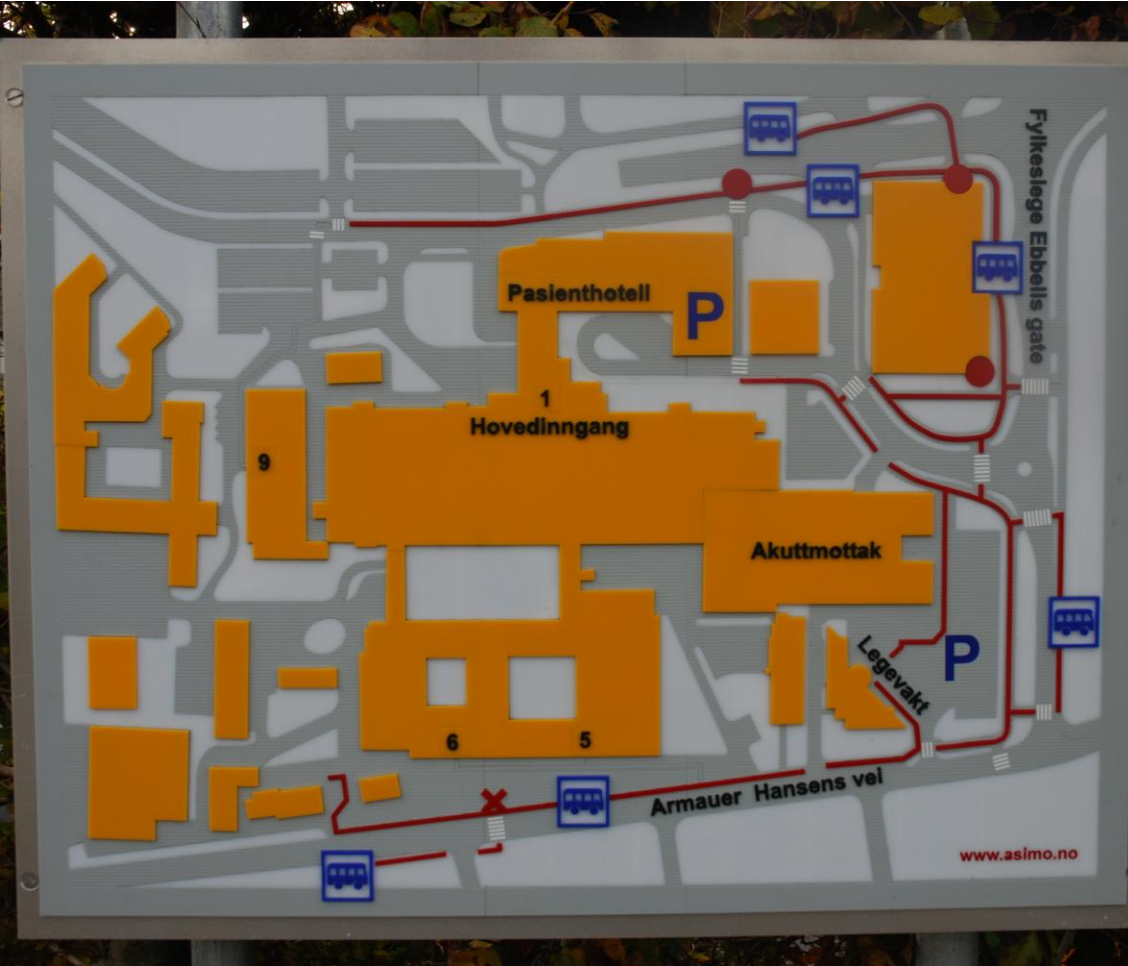 Fylkeslege Ebbells gate
Pasienthotell
P
1
Hovedinngang
9
Akuttmottak
Legevakt
P
6
5
Armauer Hansens vei
www.asimo.no